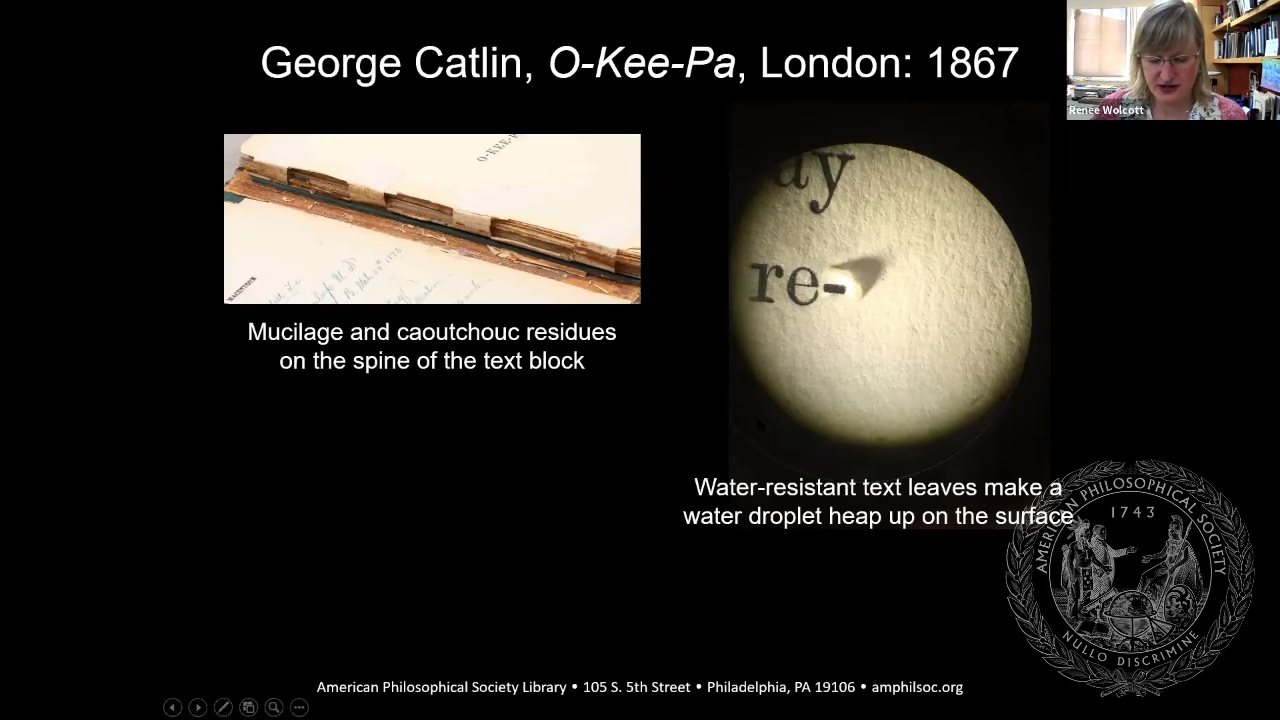 George Catlin, O-Kee-Pa, London: 1867
Renee Wolcott
O-KEE-P
ay
re-
Mucilage and caoutchouc residues
on the spine of the text block
Water-resistant text leaves make a
water droplet heap up on the surface
AMERICAN PHILOSOPHICAL SOCIETY
1743
NULLO DISCRIMINE
American Philosophical Society Library • 105 S. 5th Street • Philadelphia, PA 19106 • amphilsoc.org